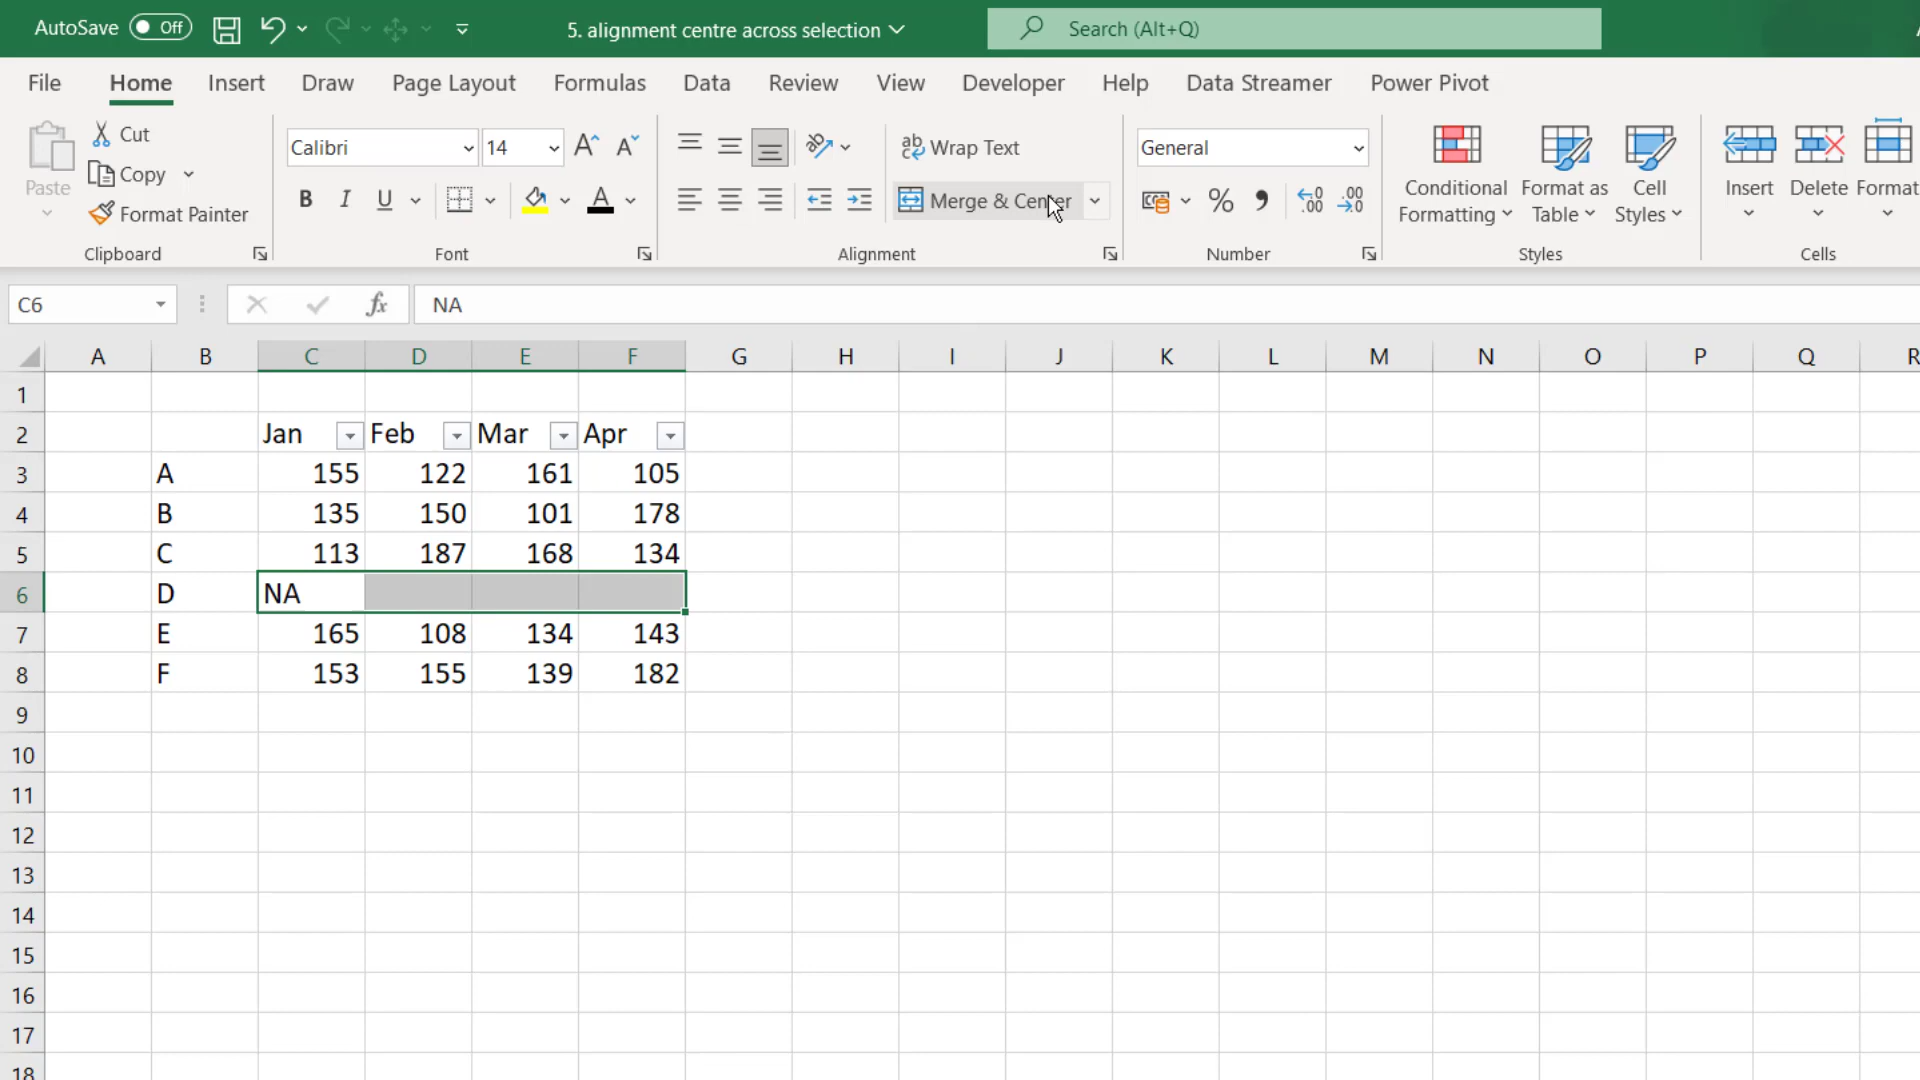 AutoSave Off 5. alignment centre across selection Search (Alt+Q)
File Home Insert Draw Page Layout Formulas Data Review View Developer Help Data Streamer Power Pivot
Paste
Cut
Copy
Format Painter
Clipboard
Calibri 14
B I U A
Font
ab Wrap Text
Merge & Center
Alignment
General
% 9 .00 .00
Number
Conditional Formatting
Format as Table
Cell Styles
Styles
Insert Delete Format
Cells
C6 fx NA
A B C D E F G H I J K L M N O P Q R
1
2 Jan Feb Mar Apr
3 A 155 122 161 105
4 B 135 150 101 178
5 C 113 187 168 134
6 D NA
7 E 165 108 134 143
8 F 153 155 139 182
9
10
11
12
13
14
15
16
17
18